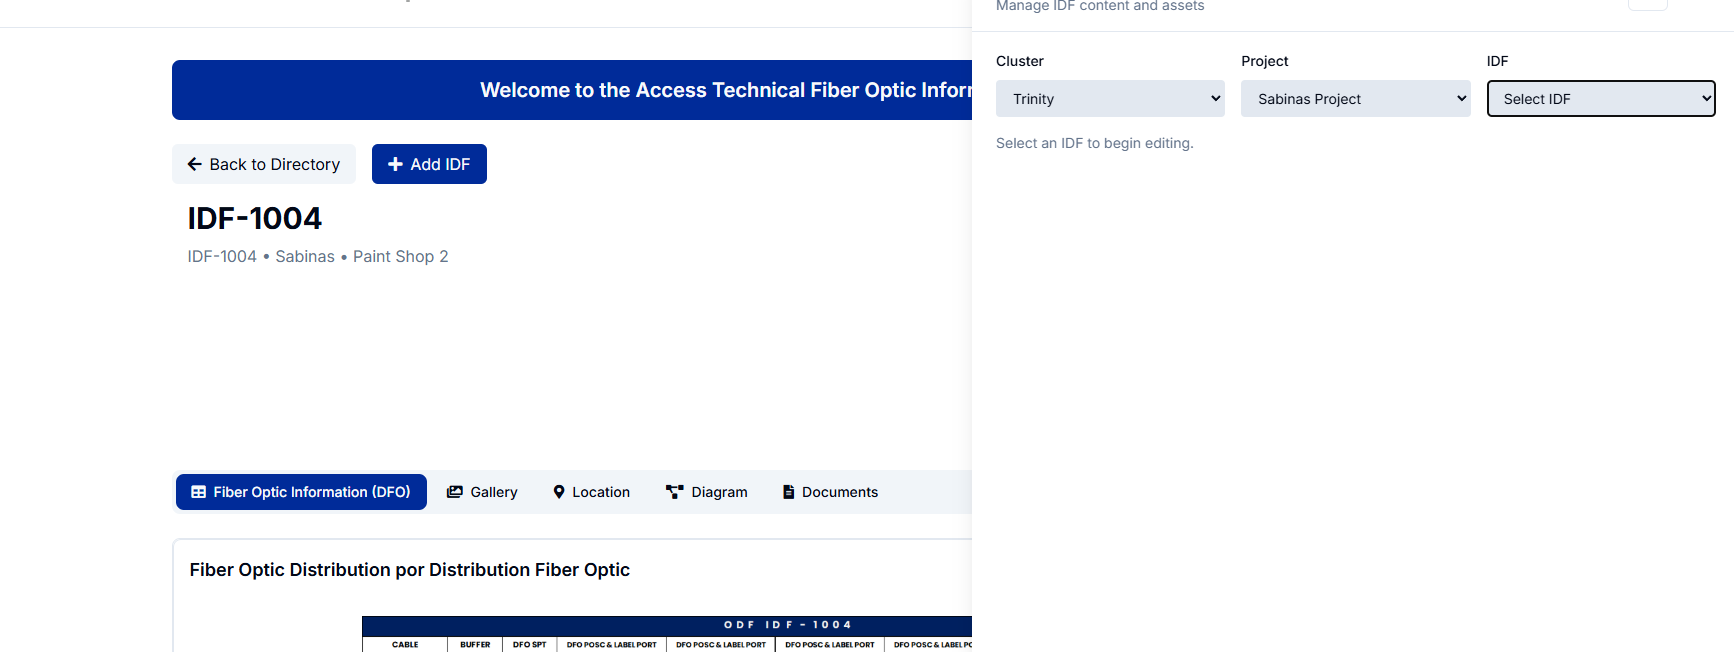 Manage IDF content and assets
Cluster
Project
IDF
Trinity
Sabinas Project
Select IDF
Select an IDF to begin editing.
Welcome to the Access Technical Fiber Optic Inforr
Back to Directory
Add IDF
IDF-1004
IDF-1004 • Sabinas • Paint Shop 2
Fiber Optic Information (DFO)
Gallery
Location
Diagram
Documents
Fiber Optic Distribution por Distribution Fiber Optic
ODF IDF-1004
CABLE
BUFFER
DFO SPT
DFO POSC & LABEL PORT
DFO POSC & LABEL PORT
DFO POSC & LABEL PORT
DFO POSC & LABEL PC